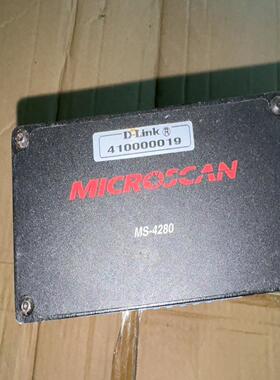 D-Link ®
410000019
MICROSCAN
MS-4280